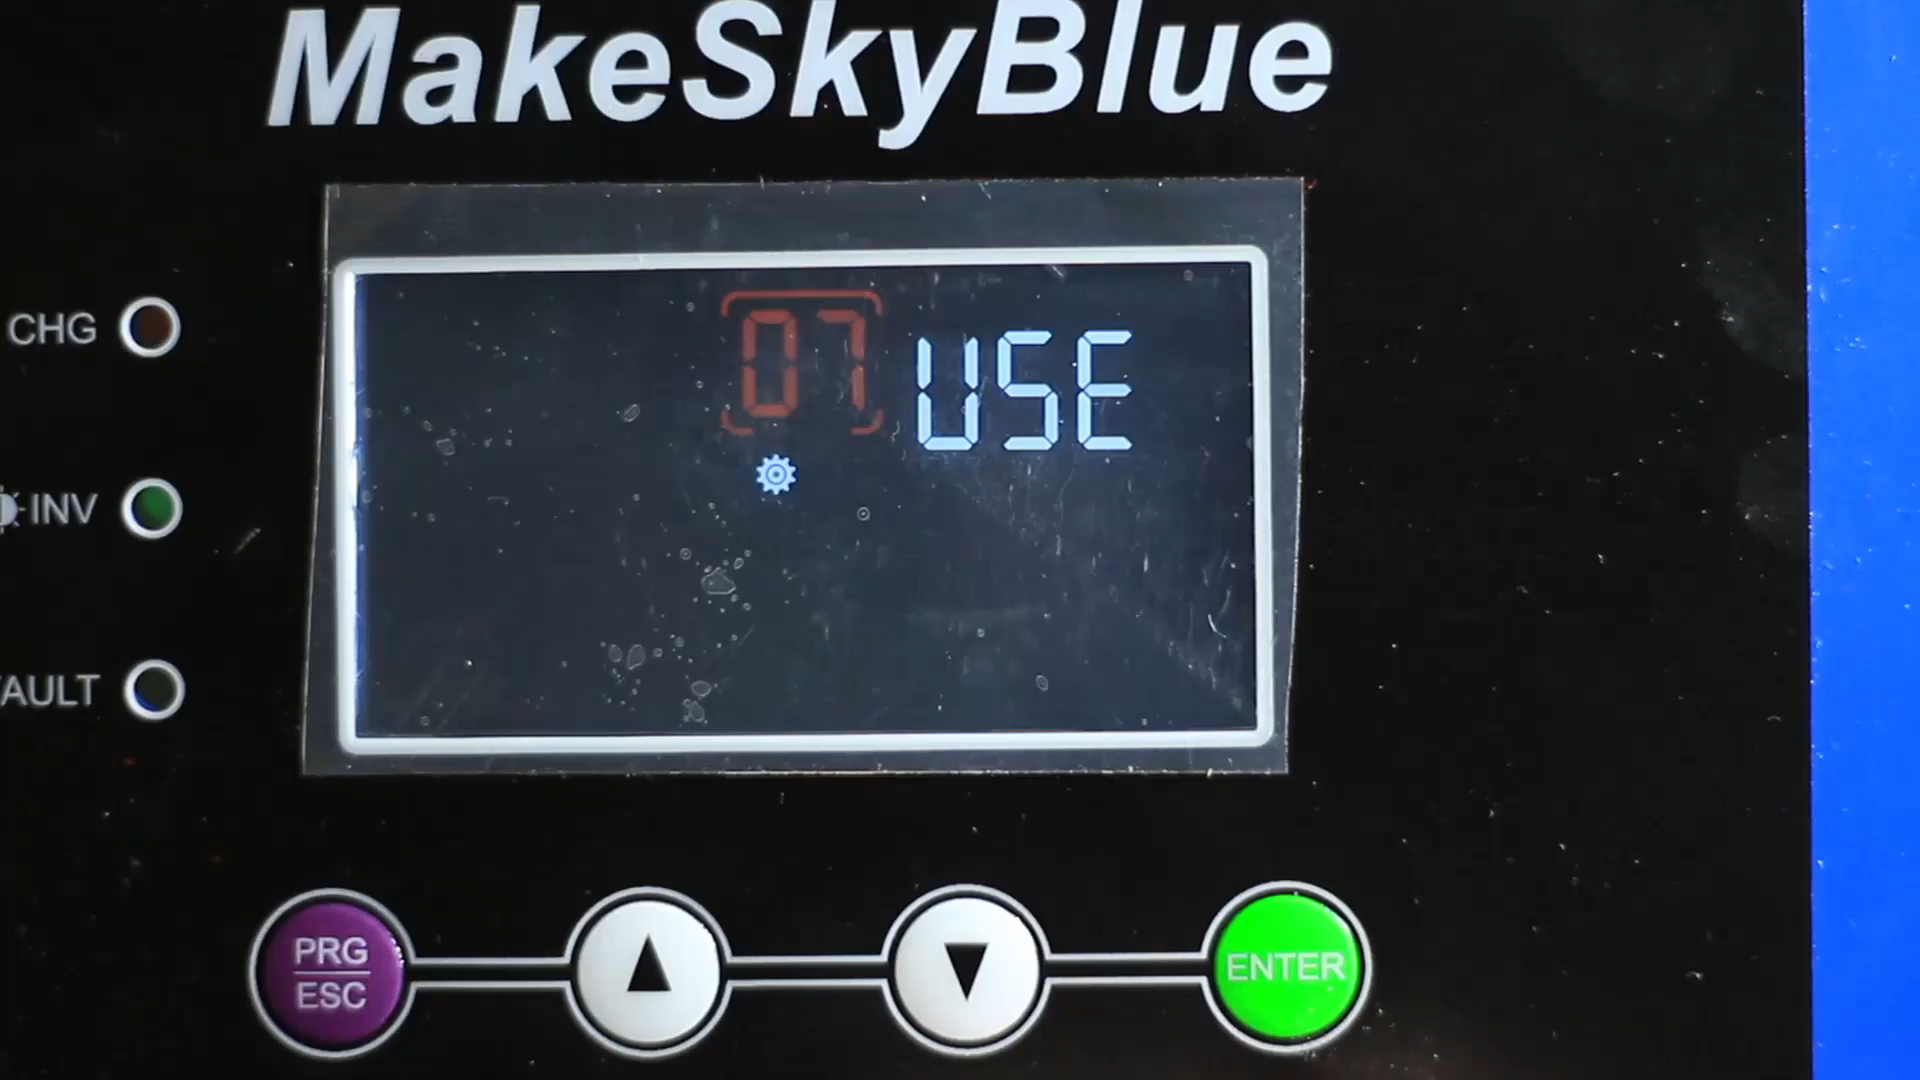 MakeSkyBlue
07 USE
CHG
INV
AULT
PRG
ESC
ENTER